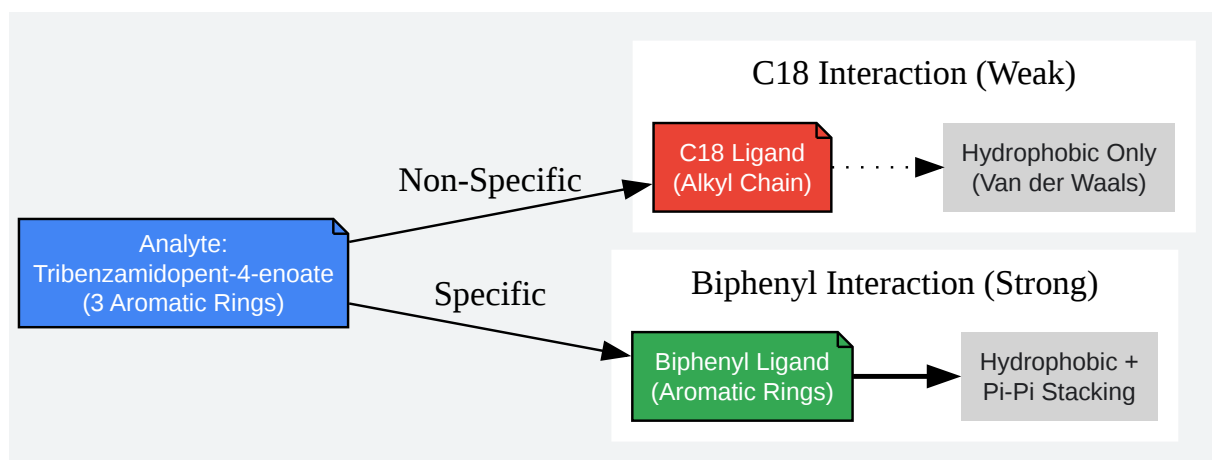 C18 Interaction (Weak)
C18 Ligand
(Alkyl Chain)
Hydrophobic Only
(Van der Waals)
Non-Specific
Analyte:
Tribenzamidopent-4-enoate
(3 Aromatic Rings)
Specific
Biphenyl Interaction (Strong)
Biphenyl Ligand
(Aromatic Rings)
Hydrophobic +
Pi-Pi Stacking